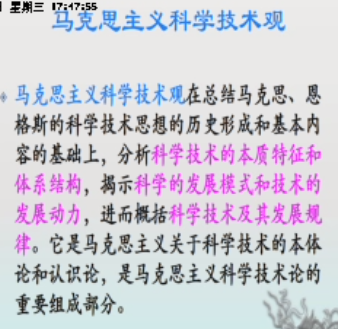 星期三 17:17:55
马克思主义科学技术观
马克思主义科学技术观在总结马克思、恩
格斯的科学技术思想的历史形成和基本内
容的基础上，分析科学技术的本质特征和
体系结构，揭示科学的发展模式和技术的
发展动力，进而概括科学技术及其发展规
律。它是马克思主义关于科学技术的本体
论和认识论，是马克思主义科学技术论的
重要组成部分。